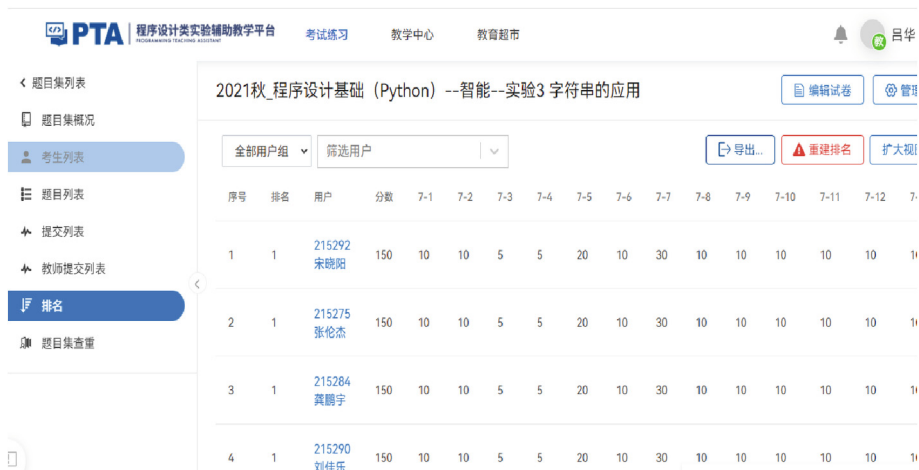 PTA 程序设计类实验辅助教学平台
PROGRAMMING TEACHING ASSISTANT
考试练习 教学中心 教育超市 教 吕华
题目集列表
题目集概况
考生列表
题目列表
提交列表
教师提交列表
排名
题目集查重
2021秋_程序设计基础（Python）--智能--实验3 字符串的应用
编辑试卷 管理
全部用户组 筛选用户 导出... 重建排名 扩大视图
序号 排名 用户 分数 7-1 7-2 7-3 7-4 7-5 7-6 7-7 7-8 7-9 7-10 7-11 7-12
1 1 215292 150 10 10 5 5 20 10 30 10 10 10 10 10
宋晓阳
2 1 215275 150 10 10 5 5 20 10 30 10 10 10 10 10
张伦杰
3 1 215284 150 10 10 5 5 20 10 30 10 10 10 10 10
龚鹏宇
4 1 215290 150 10 10 5 5 20 10 30 10 10 10 10 10
刘佳乐